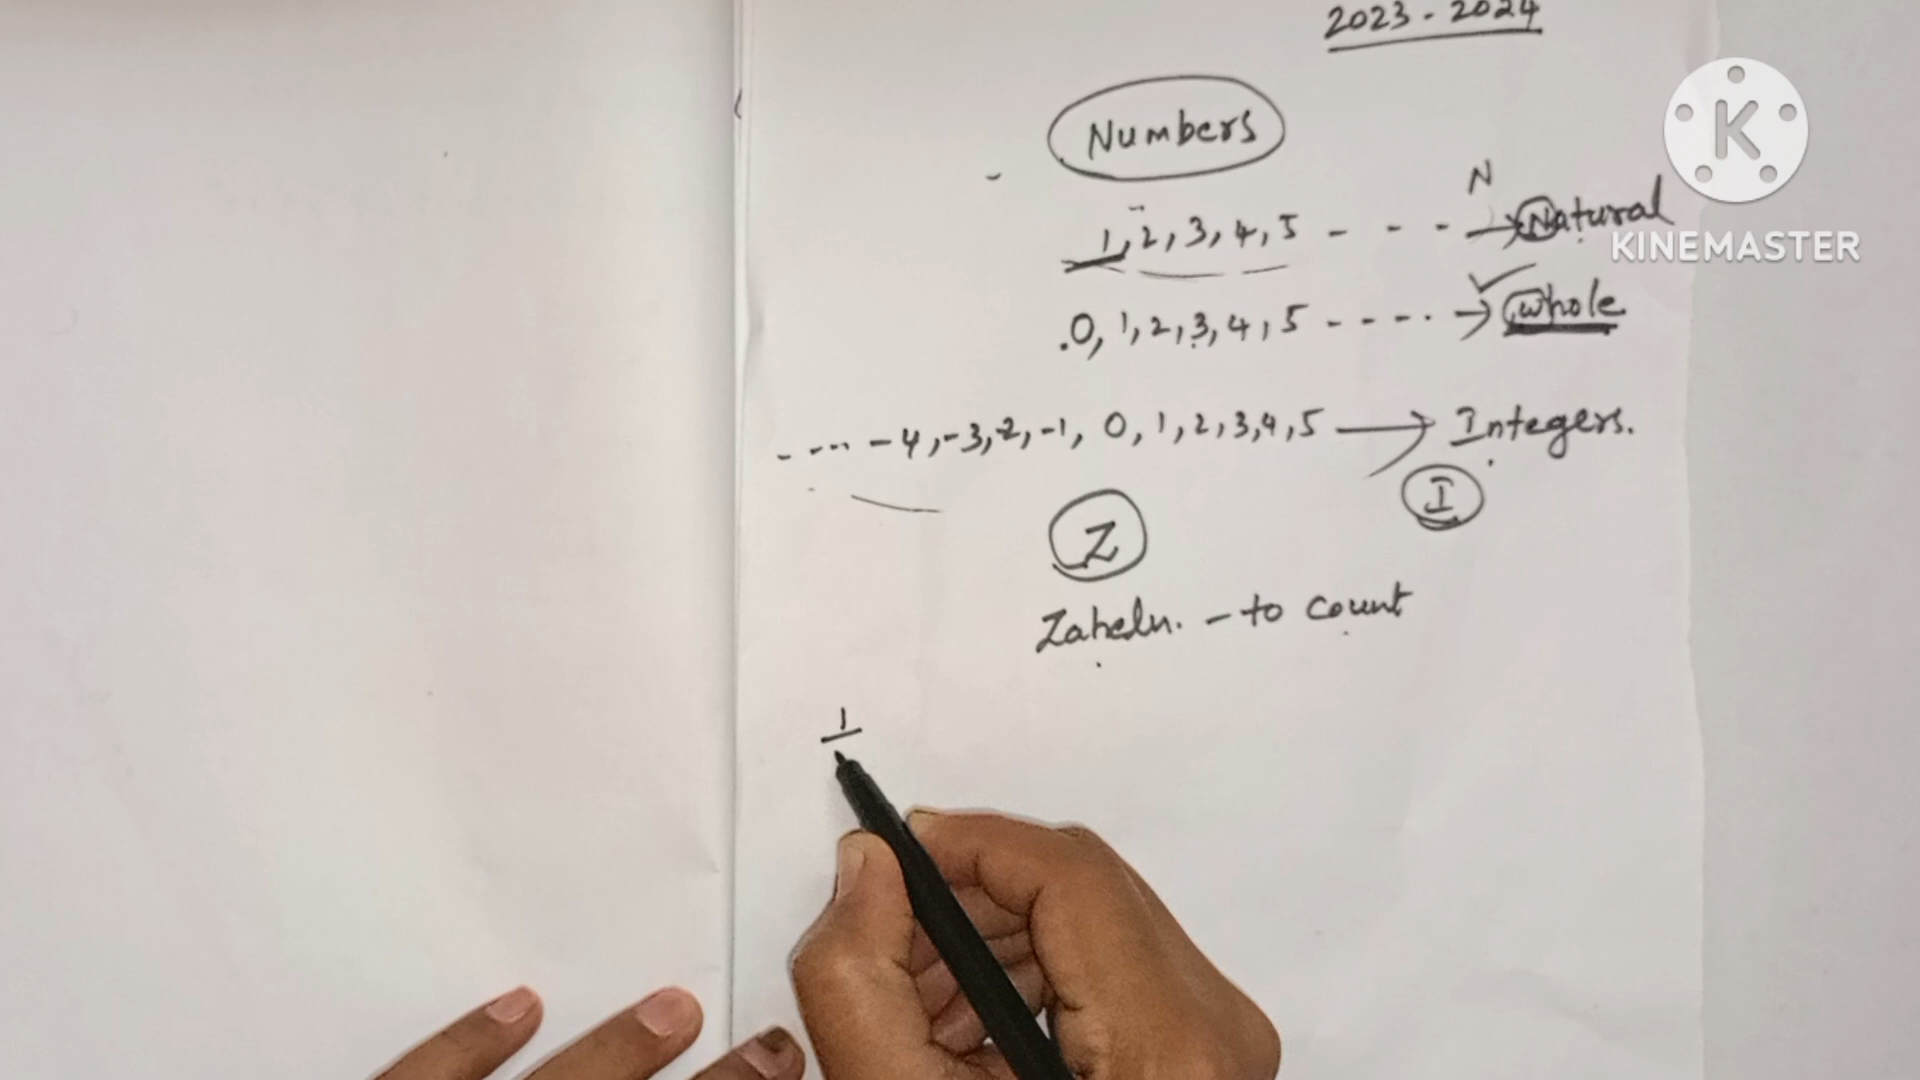 2023 - 2024
Numbers
N
1, 2, 3, 4, 5 - - - → Natural
KINEMASTER
0, 1, 2, 3, 4, 5 - - - - → whole
- --- -4, -3, -2, -1, 0, 1, 2, 3, 4, 5 → Integers.
I
Z
Zaheln. - to count
1